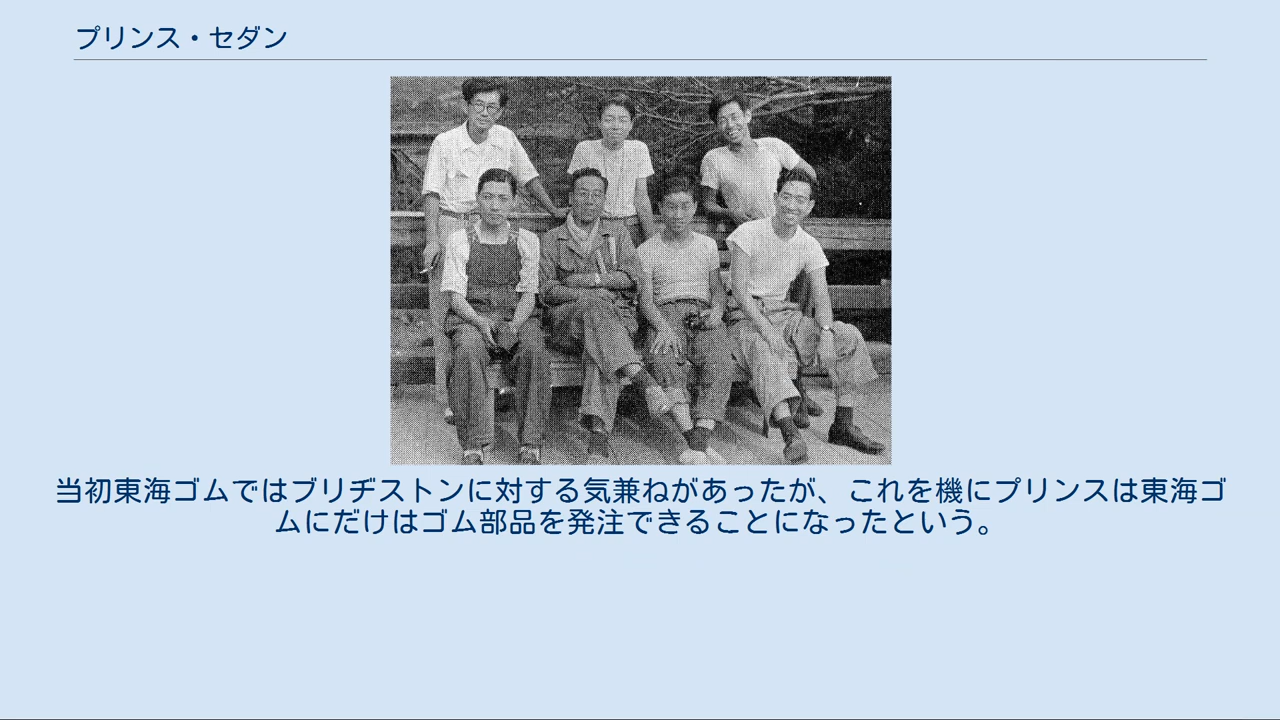 プリンス・セダン
当初東海ゴムではブリヂストンに対する気兼ねがあったが、これを機にプリンスは東海ゴ
ムにだけはゴム部品を発注できることになったという。